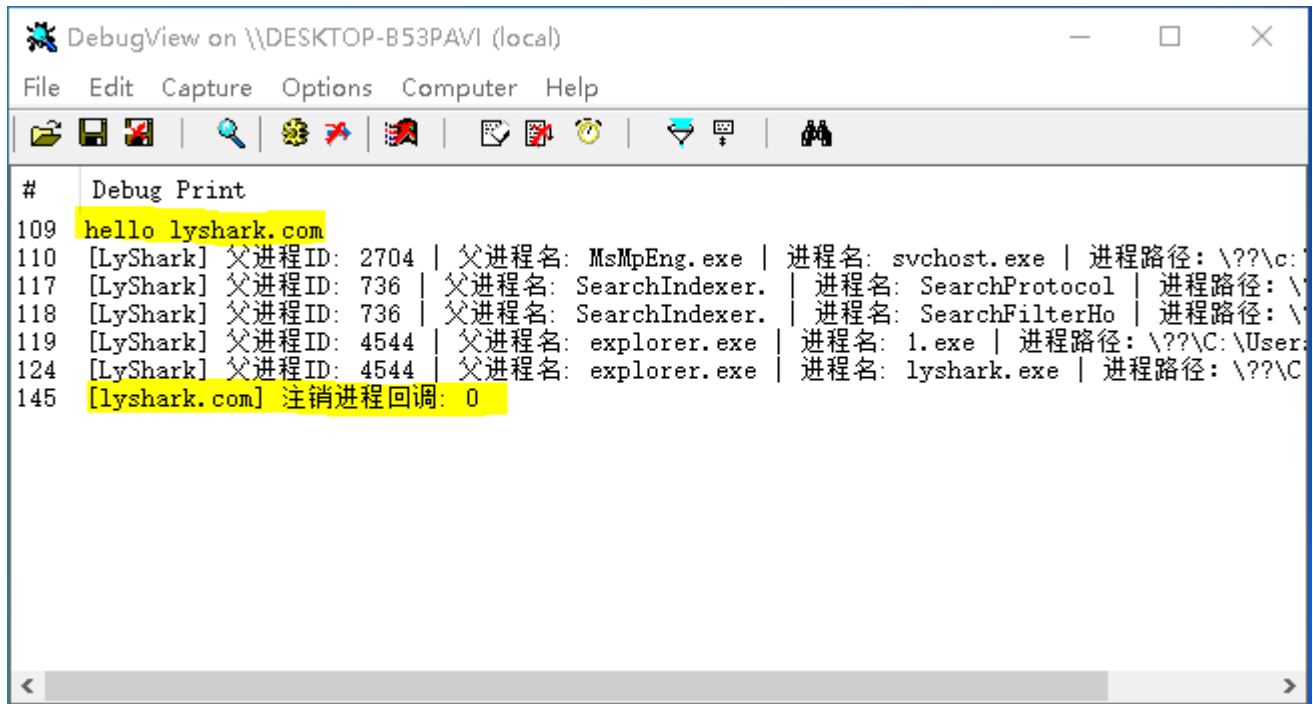 DebugView on \\DESKTOP-B53PAVI (local)
File Edit Capture Options Computer Help
# Debug Print
109 hello lyshark.com
110 [LyShark] 父进程ID: 2704 | 父进程名: MsMpEng.exe | 进程名: svchost.exe | 进程路径: \??\c:
117 [LyShark] 父进程ID: 736 | 父进程名: SearchIndexer. | 进程名: SearchProtocol | 进程路径: \
118 [LyShark] 父进程ID: 736 | 父进程名: SearchIndexer. | 进程名: SearchFilterHo | 进程路径: \
119 [LyShark] 父进程ID: 4544 | 父进程名: explorer.exe | 进程名: 1.exe | 进程路径: \??\C:\User
124 [LyShark] 父进程ID: 4544 | 父进程名: explorer.exe | 进程名: lyshark.exe | 进程路径: \??\C
145 [lyshark.com] 注销进程回调: 0